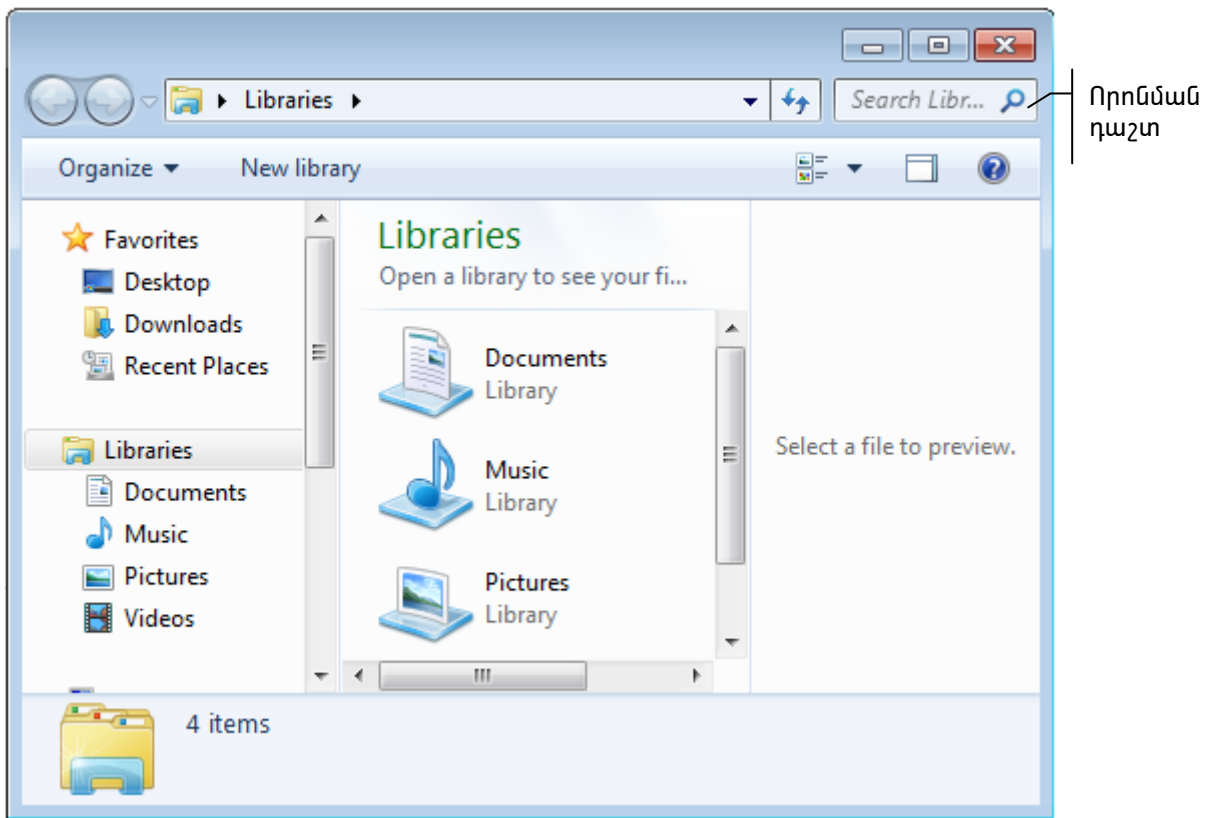 Libraries
Search Libr...
Որոնման
դաշտ
Organize
New library
Favorites
Desktop
Downloads
Recent Places
Libraries
Documents
Music
Pictures
Videos
Libraries
Open a library to see your fi...
Documents
Library
Music
Library
Pictures
Library
Select a file to preview.
4 items